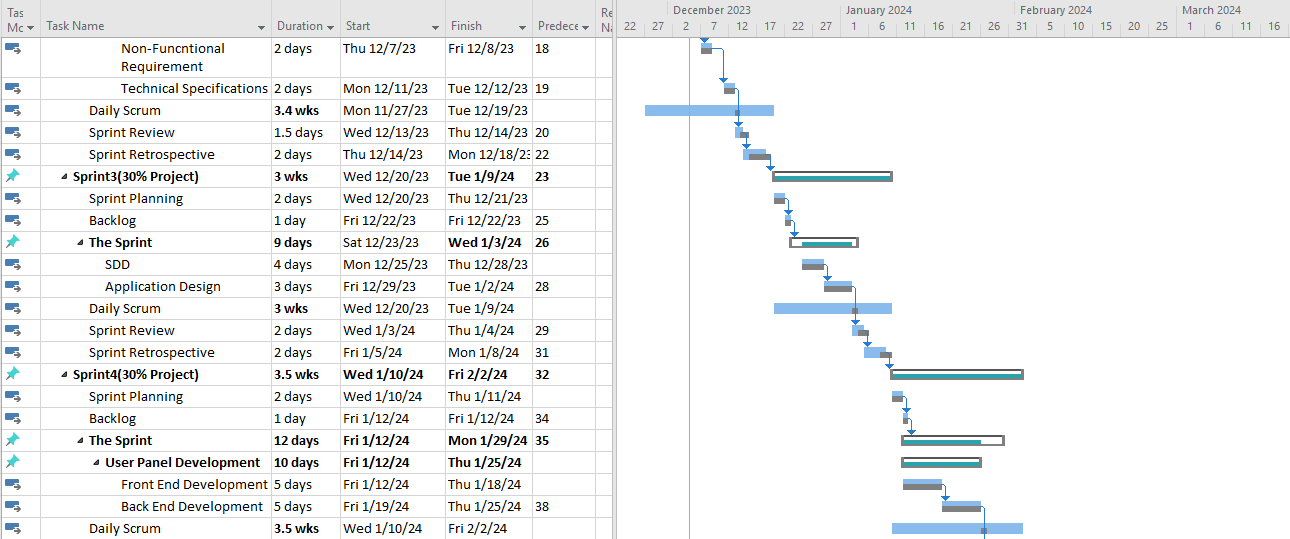 Tas
Mc
Task Name
Duration
Start
Finish
Predece
Re
Na
December 2023
January 2024
February 2024
March 2024
22 27 2 7 12 17 22 27 1 6 11 16 21 26 31 5 10 15 20 25 1 6 11 16
Non-Funcntional Requirement 2 days Thu 12/7/23 Fri 12/8/23 18
Technical Specifications 2 days Mon 12/11/23 Tue 12/12/23 19
Daily Scrum 3.4 wks Mon 11/27/23 Tue 12/19/23
Sprint Review 1.5 days Wed 12/13/23 Thu 12/14/23 20
Sprint Retrospective 2 days Thu 12/14/23 Mon 12/18/23 22
Sprint3(30% Project) 3 wks Wed 12/20/23 Tue 1/9/24 23
Sprint Planning 2 days Wed 12/20/23 Thu 12/21/23
Backlog 1 day Fri 12/22/23 Fri 12/22/23 25
The Sprint 9 days Sat 12/23/23 Wed 1/3/24 26
SDD 4 days Mon 12/25/23 Thu 12/28/23
Application Design 3 days Fri 12/29/23 Tue 1/2/24 28
Daily Scrum 3 wks Wed 12/20/23 Tue 1/9/24
Sprint Review 2 days Wed 1/3/24 Thu 1/4/24 29
Sprint Retrospective 2 days Fri 1/5/24 Mon 1/8/24 31
Sprint4(30% Project) 3.5 wks Wed 1/10/24 Fri 2/2/24 32
Sprint Planning 2 days Wed 1/10/24 Thu 1/11/24
Backlog 1 day Fri 1/12/24 Fri 1/12/24 34
The Sprint 12 days Fri 1/12/24 Mon 1/29/24 35
User Panel Development 10 days Fri 1/12/24 Thu 1/25/24
Front End Development 5 days Fri 1/12/24 Thu 1/18/24
Back End Development 5 days Fri 1/19/24 Thu 1/25/24 38
Daily Scrum 3.5 wks Wed 1/10/24 Fri 2/2/24